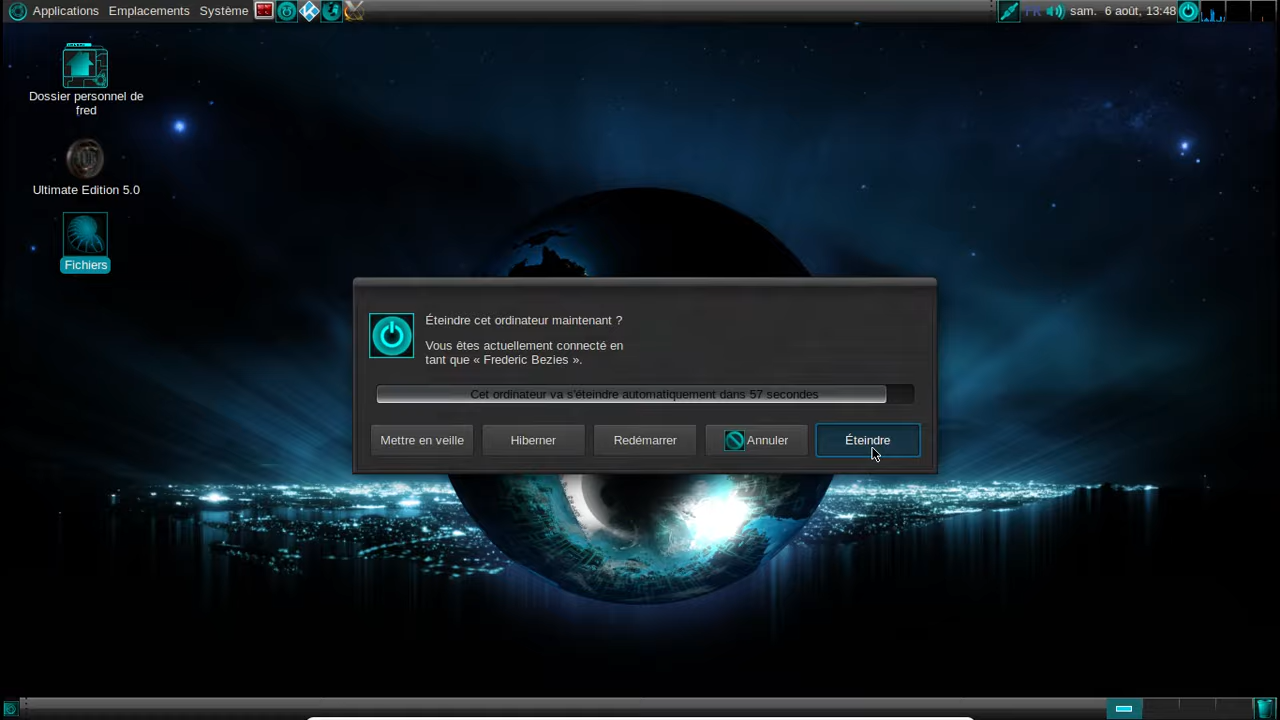 Applications Emplacements Système
FR sam. 6 août, 13:48
Dossier personnel de
fred
Ultimate Edition 5.0
Fichiers
Éteindre cet ordinateur maintenant ?
Vous êtes actuellement connecté en
tant que « Frederic Bezies ».
Cet ordinateur va s'éteindre automatiquement dans 57 secondes
Mettre en veille Hiberner Redémarrer Annuler Éteindre